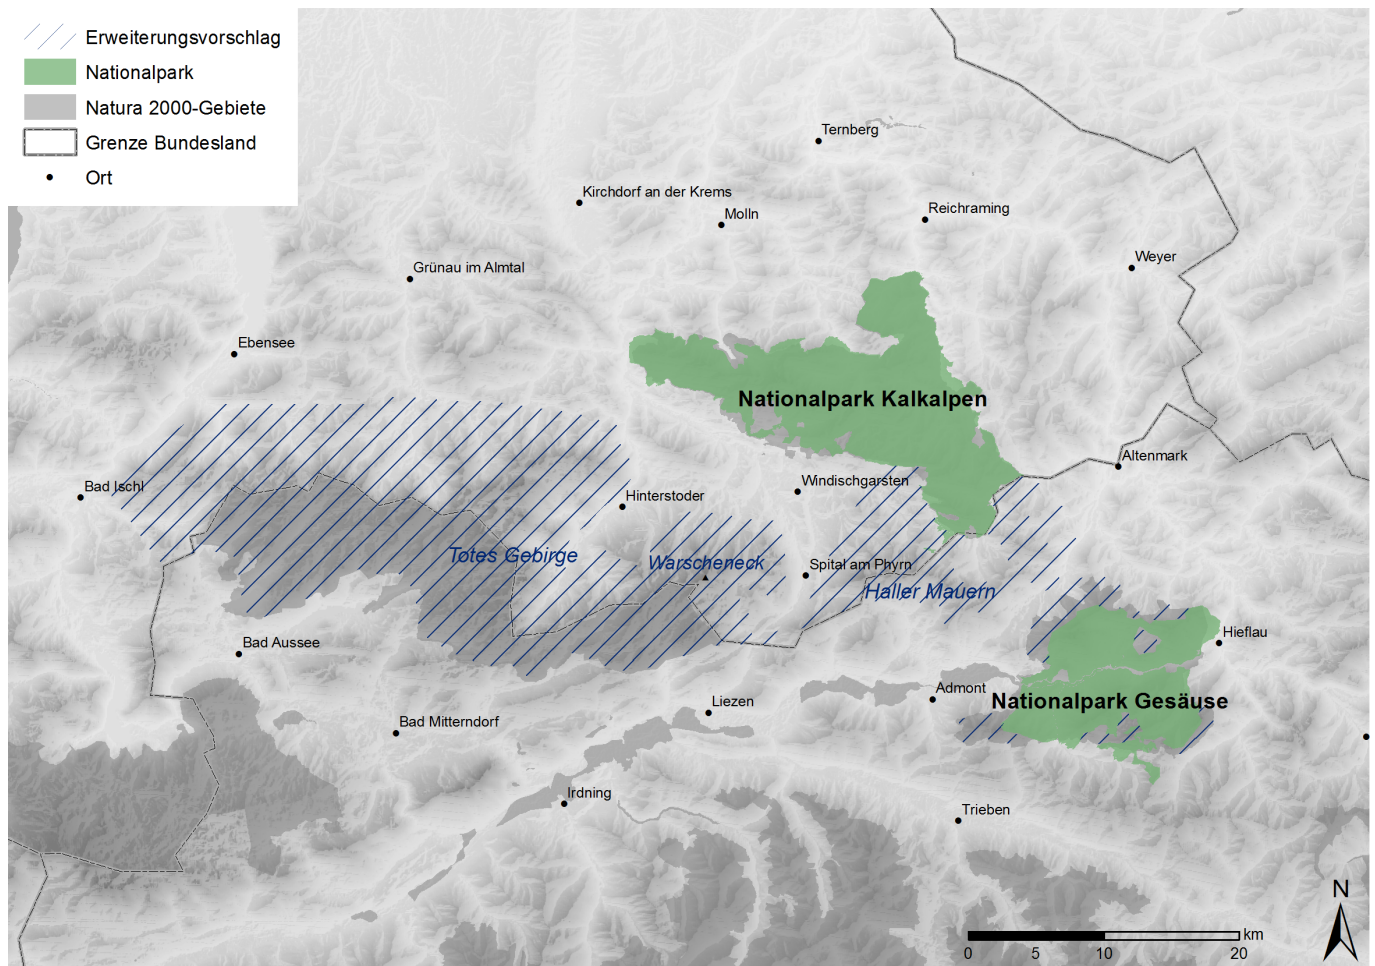 Erweiterungsvorschlag
Nationalpark
Natura 2000-Gebiete
Grenze Bundesland
Ort
Ternberg
Kirchdorf an der Krems
Molln
Reichraming
Weyer
Grünau im Almtal
Ebensee
Nationalpark Kalkalpen
Altenmark
Bad Ischl
Windischgarsten
Hinterstoder
Totes Gebirge
Warscheneck
Spital am Phyrn
Haller Mauern
Hieflau
Bad Aussee
Admont
Nationalpark Gesäuse
Liezen
Bad Mitterndorf
Irdning
Trieben
N
km
0 5 10 20